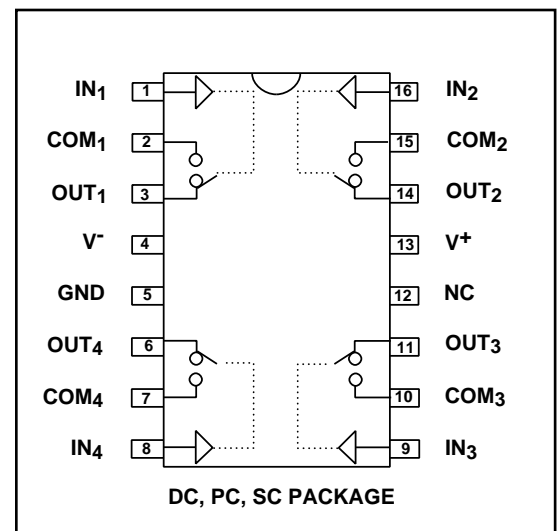 IN1 1 16 IN2
COM1 2 15 COM2
OUT1 3 14 OUT2
V- 4 13 V+
GND 5 12 NC
OUT4 6 11 OUT3
COM4 7 10 COM3
IN4 8 9 IN3
DC, PC, SC PACKAGE